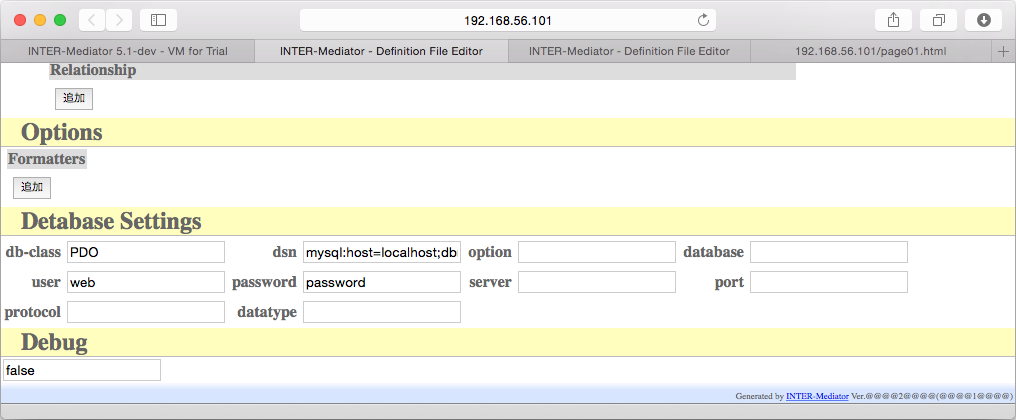 192.168.56.101
INTER-Mediator 5.1-dev - VM for Trial
INTER-Mediator - Definition File Editor
INTER-Mediator - Definition File Editor
192.168.56.101/page01.html
Relationship
追加
Options
Formatters
追加
Detabase Settings
db-class PDO dsn mysql:host=localhost;db option database
user web password password server port
protocol datatype
Debug
false
Generated by INTER-Mediator Ver.@@@@2@@@@(@@@@1@@@@)